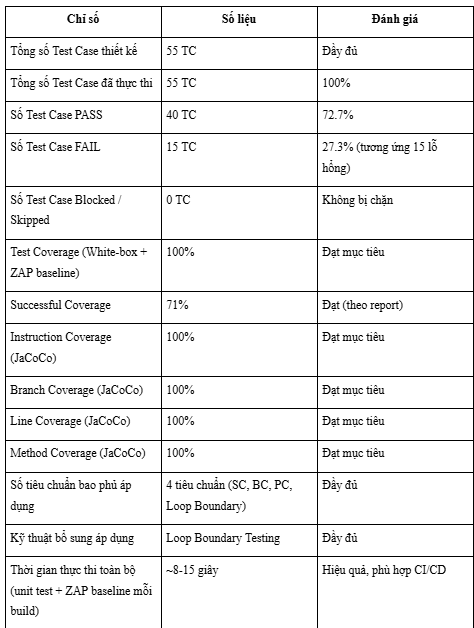 Chỉ số Số liệu Đánh giá
Tổng số Test Case thiết kế 55 TC Đầy đủ
Tổng số Test Case đã thực thi 55 TC 100%
Số Test Case PASS 40 TC 72.7%
Số Test Case FAIL 15 TC 27.3% (tương ứng 15 lỗ
hổng)
Số Test Case Blocked / 0 TC Không bị chặn
Skipped
Test Coverage (White-box + 100% Đạt mục tiêu
ZAP baseline)
Successful Coverage 71% Đạt (theo report)
Instruction Coverage 100% Đạt mục tiêu
(JaCoCo)
Branch Coverage (JaCoCo) 100% Đạt mục tiêu
Line Coverage (JaCoCo) 100% Đạt mục tiêu
Method Coverage (JaCoCo) 100% Đạt mục tiêu
Số tiêu chuẩn bao phủ áp 4 tiêu chuẩn (SC, BC, PC, Đầy đủ
dụng Loop Boundary)
Kỹ thuật bổ sung áp dụng Loop Boundary Testing Đầy đủ
Thời gian thực thi toàn bộ ~8-15 giây Hiệu quả, phù hợp CI/CD
(unit test + ZAP baseline mỗi
build)